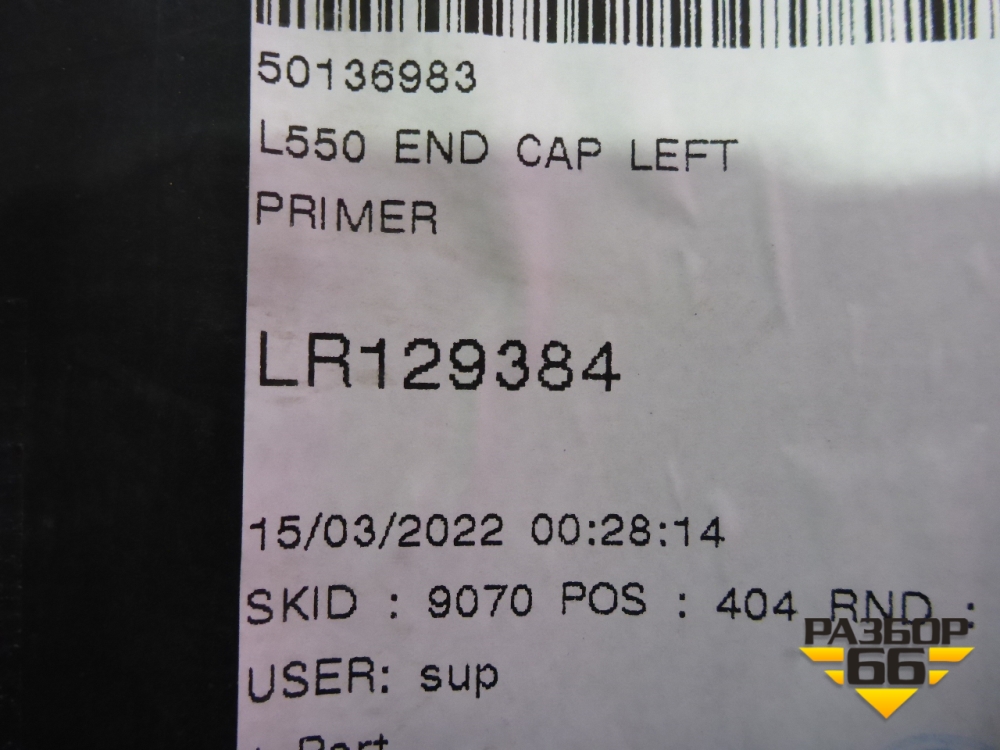 50136983
L550 END CAP LEFT
PRIMER
LR129384
15/03/2022 00:28:14
SKID : 9070 POS : 404 RND :
РАЗБОР
66
USER: sup